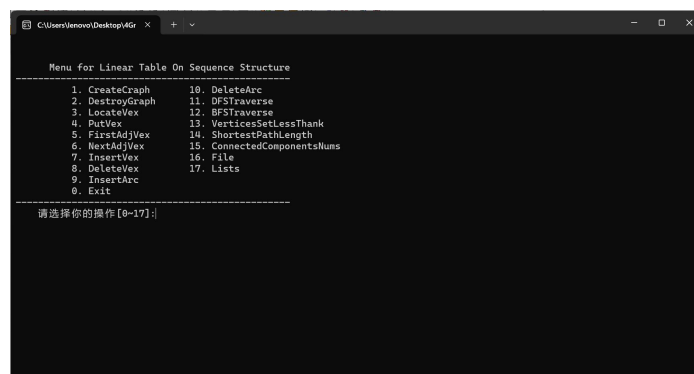 C:\Users\lenovo\Desktop\4Gr
Menu for Linear Table On Sequence Structure
-------------------------------------------------
1. CreateCraph 10. DeleteArc
2. DestroyGraph 11. DFSTraverse
3. LocateVex 12. BFSTraverse
4. PutVex 13. VerticesSetLessThank
5. FirstAdjVex 14. ShortestPathLength
6. NextAdjVex 15. ConnectedComponentsNums
7. InsertVex 16. File
8. DeleteVex 17. Lists
9. InsertArc
0. Exit
-------------------------------------------------
请选择你的操作[0~17]: